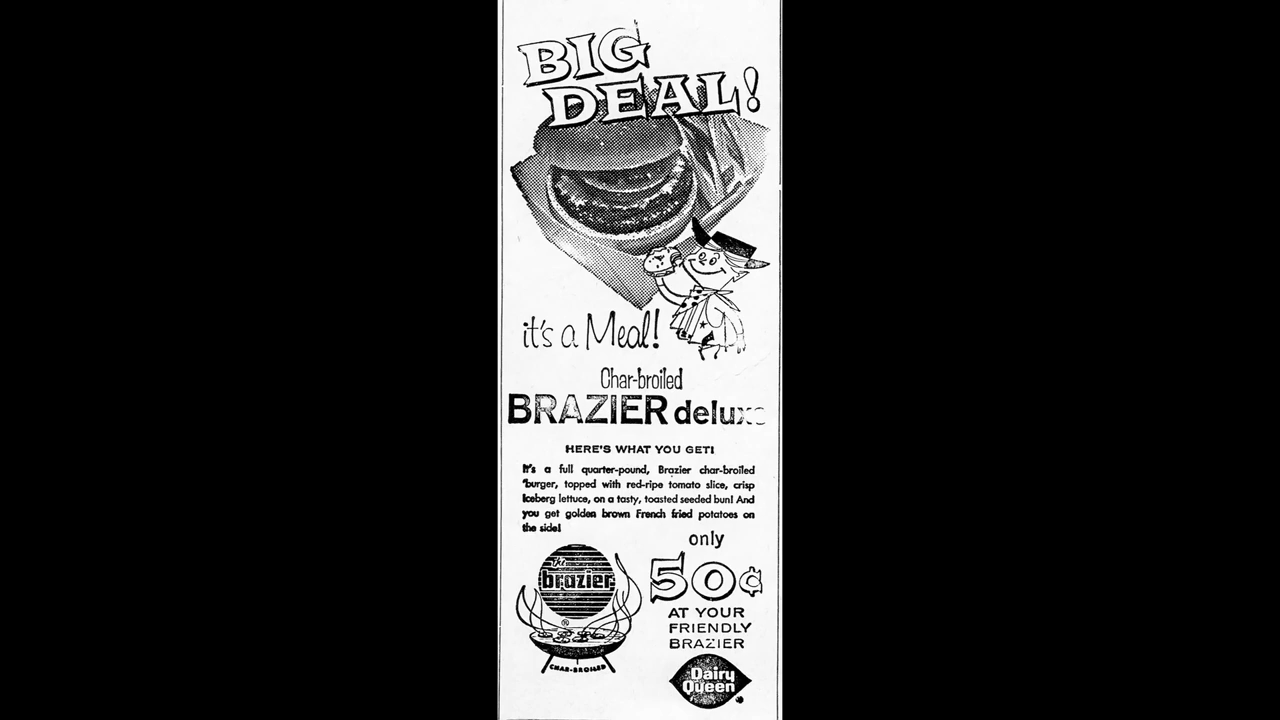 BIG
DEAL!
it's a Meal!
Char-broiled
BRAZIER deluxe
HERE'S WHAT YOU GET!
It's a full quarter-pound, Brazier char-broiled
'burger, topped with red-ripe tomato slice, crisp
Iceberg lettuce, on a tasty, toasted seeded bun! And
you get golden brown French fried potatoes on
the side!
only
50¢
the
brazier
®
CHAR-BROILED
AT YOUR
FRIENDLY
BRAZIER
Dairy
Queen